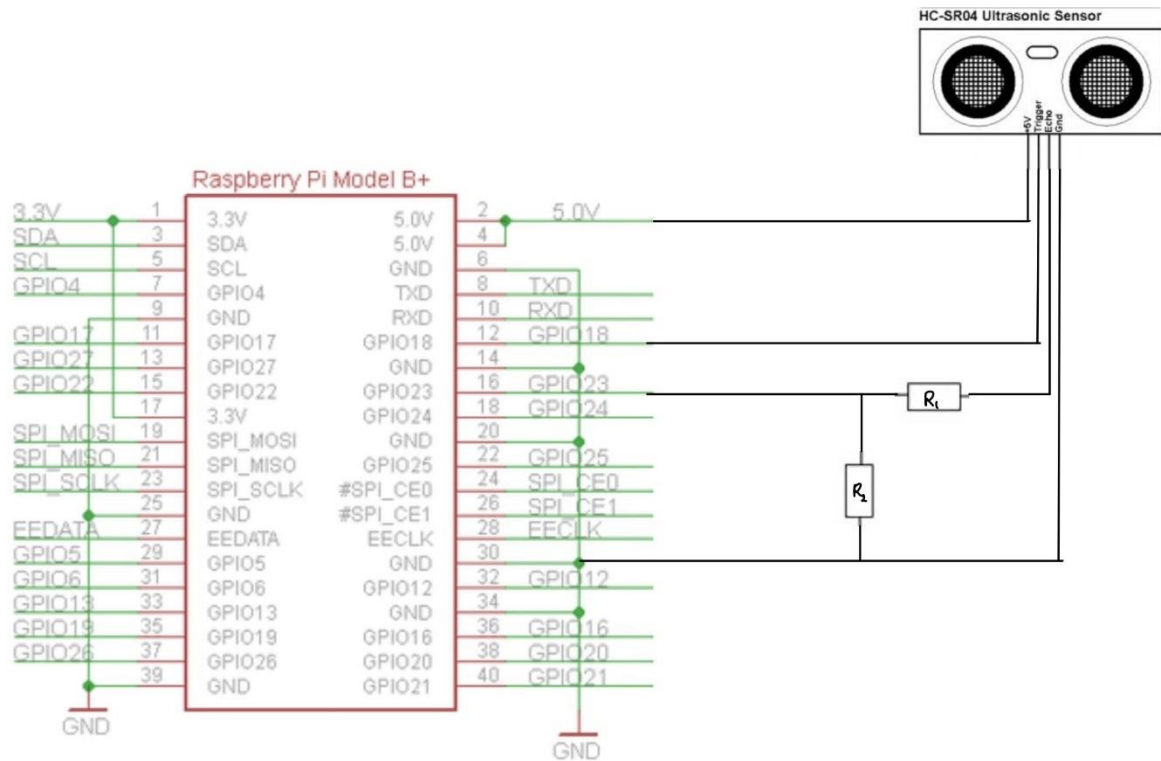 HC-SR04 Ultrasonic Sensor
+5V
Trigger
Echo
Gnd
Raspberry Pi Model B+
3.3V 1 3.3V 5.0V 2 5.0V
SDA 3 SDA 5.0V 4
SCL 5 SCL GND 6
GPIO4 7 GPIO4 TXD 8 TXD
9 GND RXD 10 RXD
GPIO17 11 GPIO17 GPIO18 12 GPIO18
GPIO27 13 GPIO27 GND 14
GPIO22 15 GPIO22 GPIO23 16 GPIO23
R1
17 3.3V GPIO24 18 GPIO24
SPI_MOSI 19 SPI_MOSI GND 20
SPI_MISO 21 SPI_MISO GPIO25 22 GPIO25
SPI_SCLK 23 SPI_SCLK #SPI_CE0 24 SPI_CE0
R2
25 GND #SPI_CE1 26 SPI_CE1
EEDATA 27 EEDATA EECLK 28 EECLK
GPIO5 29 GPIO5 GND 30
GPIO6 31 GPIO6 GPIO12 32 GPIO12
GPIO13 33 GPIO13 GND 34
GPIO19 35 GPIO19 GPIO16 36 GPIO16
GPIO26 37 GPIO26 GPIO20 38 GPIO20
39 GND GPIO21 40 GPIO21
GND
GND